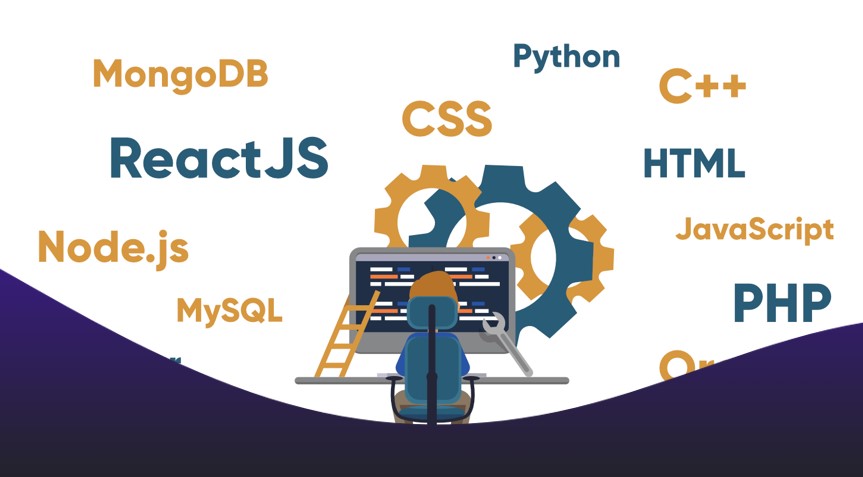 Python
MongoDB
C++
CSS
ReactJS
HTML
JavaScript
Node.js
PHP
MySQL